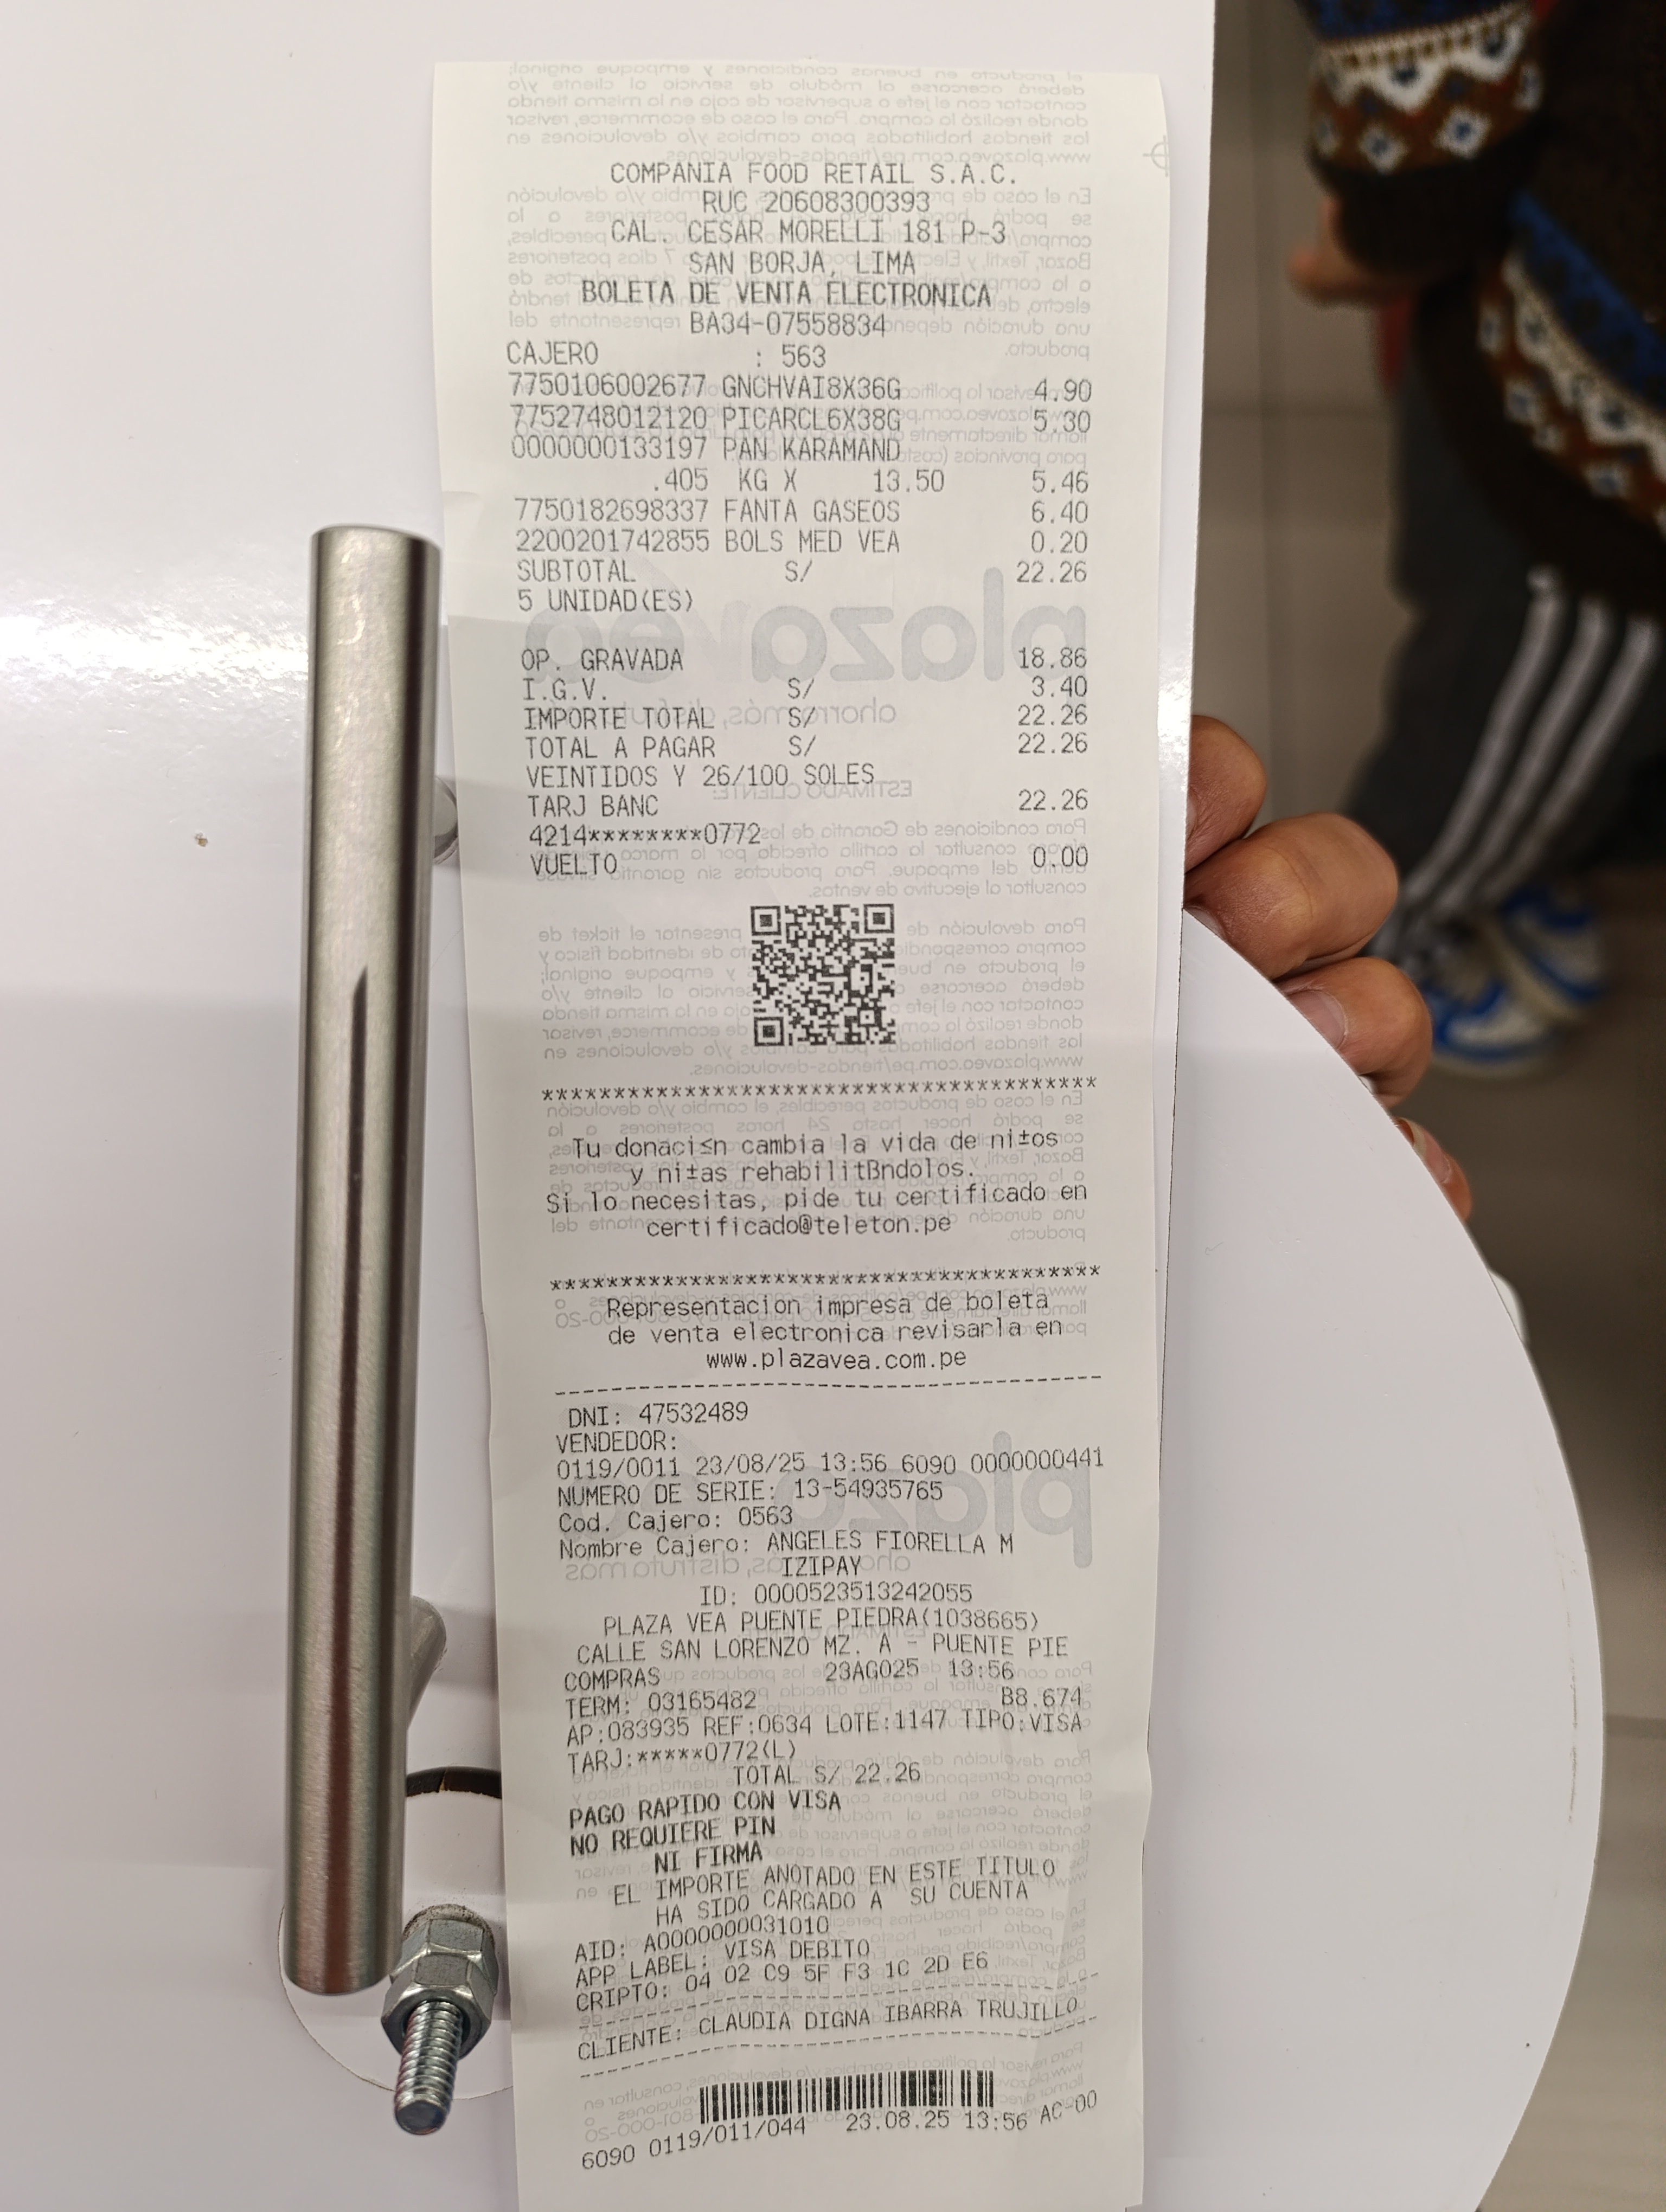 COMPANIA FOOD RETAIL S.A.C.
RUC 20608300393
CAL. CESAR MORELLI 181 P-3
SAN BORJA, LIMA
BOLETA DE VENTA ELECTRONICA
BA34-07558834
CAJERO : 563
7750106002677 GNCHVAI8X36G 4.90
7752748012120 PICARCL6X38G 5.30
0000000133197 PAN KARAMAND
.405 KG X 13.50 5.46
7750182698337 FANTA GASEOS 6.40
2200201742855 BOLS MED VEA 0.20
SUBTOTAL S/ 22.26
5 UNIDAD(ES)
OP. GRAVADA 18.86
I.G.V. S/ 3.40
IMPORTE TOTAL S/ 22.26
TOTAL A PAGAR S/ 22.26
VEINTIDOS Y 26/100 SOLES
TARJ BANC 22.26
4214********0772
VUELTO 0.00
****************************************
Tu donaci≤n cambia la vida de ni±os
y ni±as rehabilitßndolos.
Si lo necesitas, pide tu certificado en
certificado@teleton.pe
****************************************
Representacion impresa de boleta
de venta electronica revisarla en
www.plazavea.com.pe
----------------------------------------
DNI: 47532489
VENDEDOR:
0119/0011 23/08/25 13:56 6090 0000000441
NUMERO DE SERIE: 13-54935765
Cod. Cajero: 0563
Nombre Cajero: ANGELES FIORELLA M
IZIPAY
ID: 0000523513242055
PLAZA VEA PUENTE PIEDRA(1038665)
CALLE SAN LORENZO MZ. A - PUENTE PIE
COMPRAS 23AGO25 13:56
TERM: 03165482 B8.674
AP:083935 REF:0634 LOTE:1147 TIPO:VISA
TARJ:*****0772(L)
TOTAL S/ 22.26
PAGO RAPIDO CON VISA
NO REQUIERE PIN
NI FIRMA
EL IMPORTE ANOTADO EN ESTE TITULO
HA SIDO CARGADO A SU CUENTA
AID: A0000000031010
APP LABEL: VISA DEBITO
CRIPTO: 04 02 C9 5F F3 1C 2D E6
----------------------------------------
CLIENTE: CLAUDIA DIGNA IBARRA TRUJILLO
----------------------------------------
6090 0119/011/044 23.08.25 13:56 AC-00